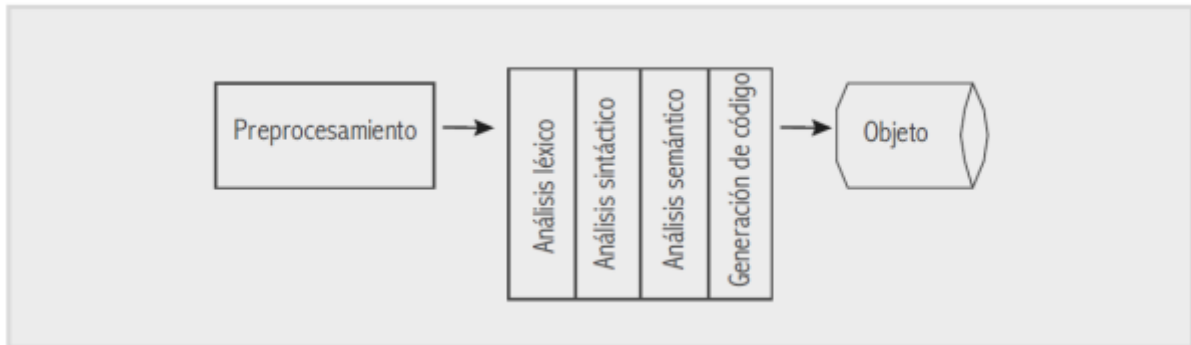 Preprocesamiento
Análisis léxico
Análisis sintáctico
Análisis semántico
Generación de código
Objeto